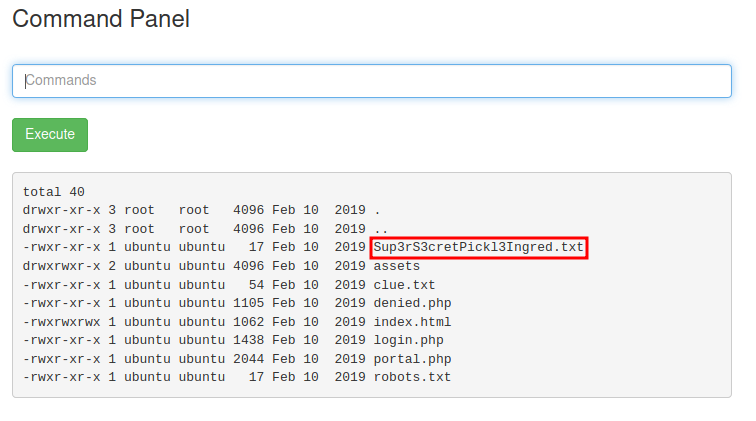 Command Panel
Commands
Execute
total 40
drwxr-xr-x 3 root   root   4096 Feb 10  2019 .
drwxr-xr-x 3 root   root   4096 Feb 10  2019 ..
-rwxr-xr-x 1 ubuntu ubuntu   17 Feb 10  2019 Sup3rS3cretPickl3Ingred.txt
drwxrwxr-x 2 ubuntu ubuntu 4096 Feb 10  2019 assets
-rwxr-xr-x 1 ubuntu ubuntu   54 Feb 10  2019 clue.txt
-rwxr-xr-x 1 ubuntu ubuntu 1105 Feb 10  2019 denied.php
-rwxrwxrwx 1 ubuntu ubuntu 1062 Feb 10  2019 index.html
-rwxr-xr-x 1 ubuntu ubuntu 1438 Feb 10  2019 login.php
-rwxr-xr-x 1 ubuntu ubuntu 2044 Feb 10  2019 portal.php
-rwxr-xr-x 1 ubuntu ubuntu   17 Feb 10  2019 robots.txt